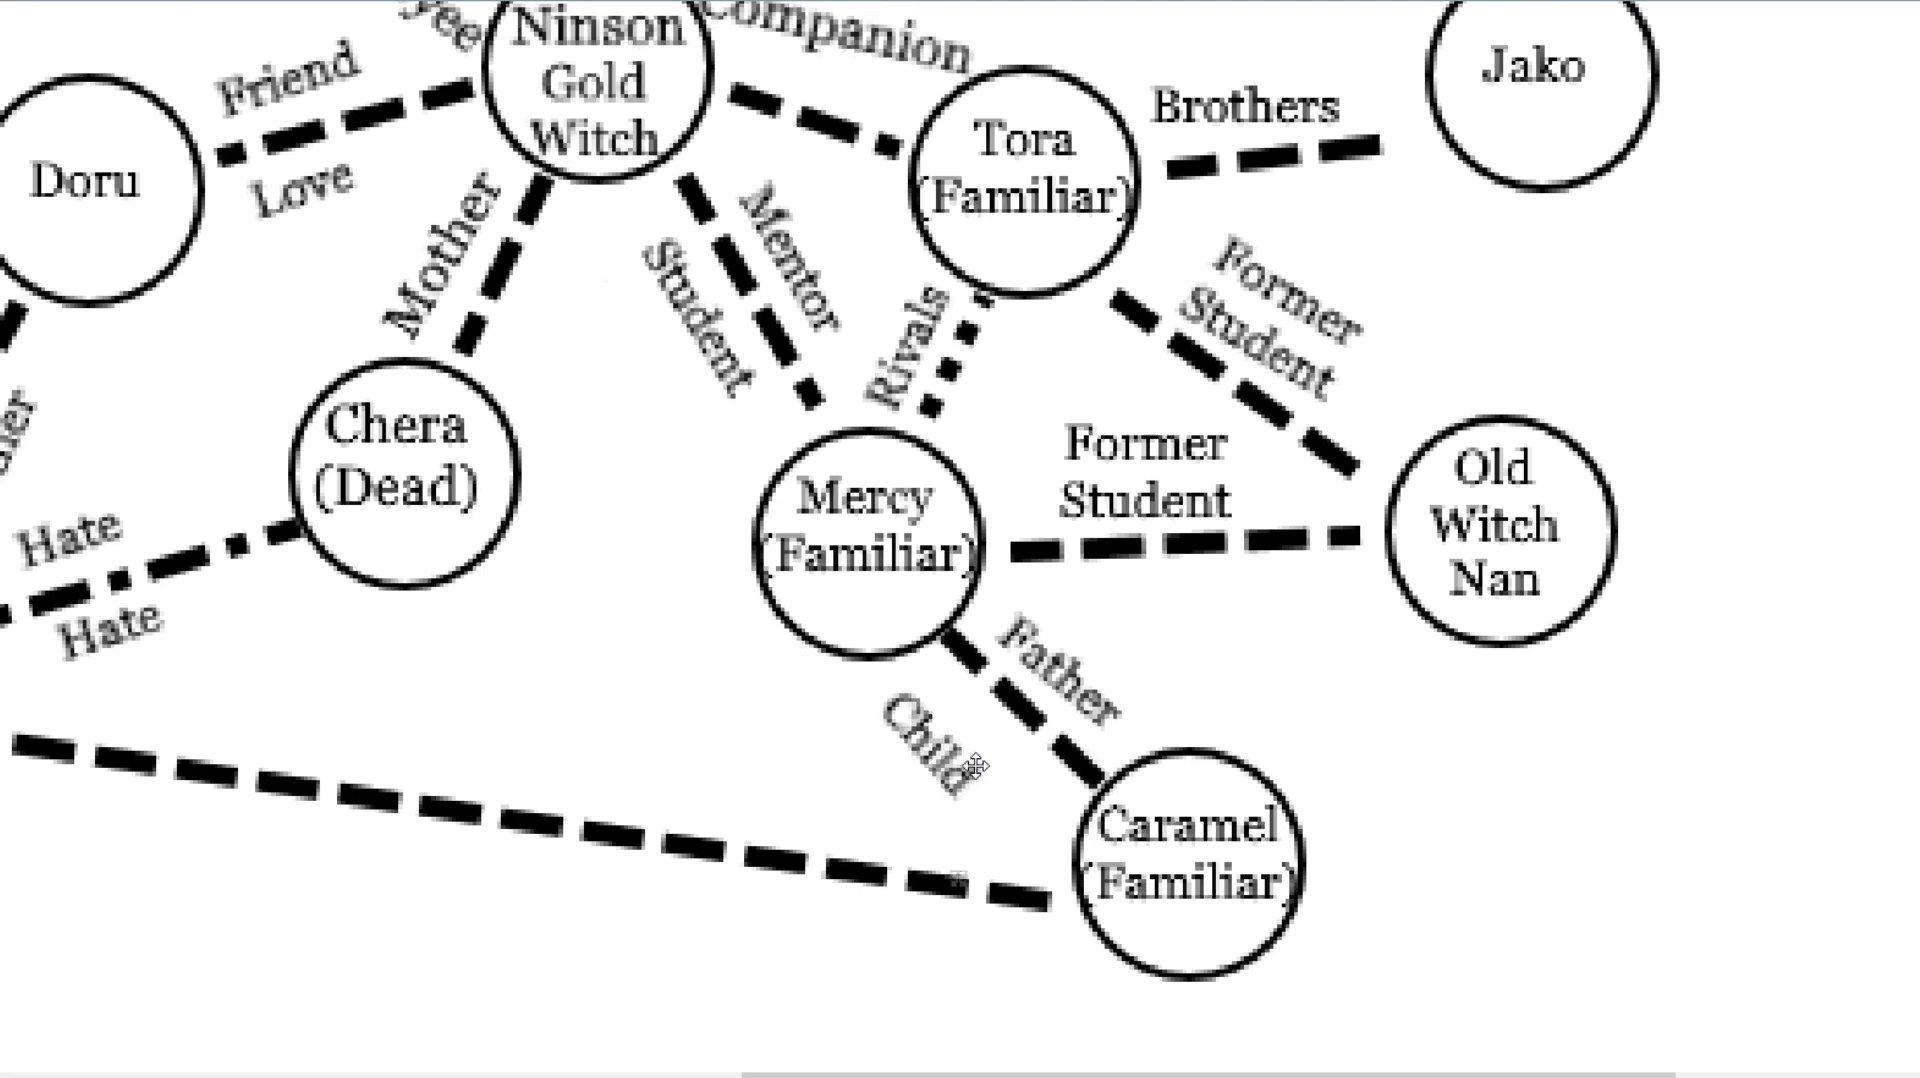 Companion
Ninson
Gold
Witch
Jako
Friend
Love
Doru
Tora
(Familiar)
Brothers
Mother
Mentor
Student
Rivals
Former
Student
Chera
(Dead)
Former
Student
Mercy
(Familiar)
Old
Witch
Nan
Hate
Hate
Father
Child
Caramel
(Familiar)